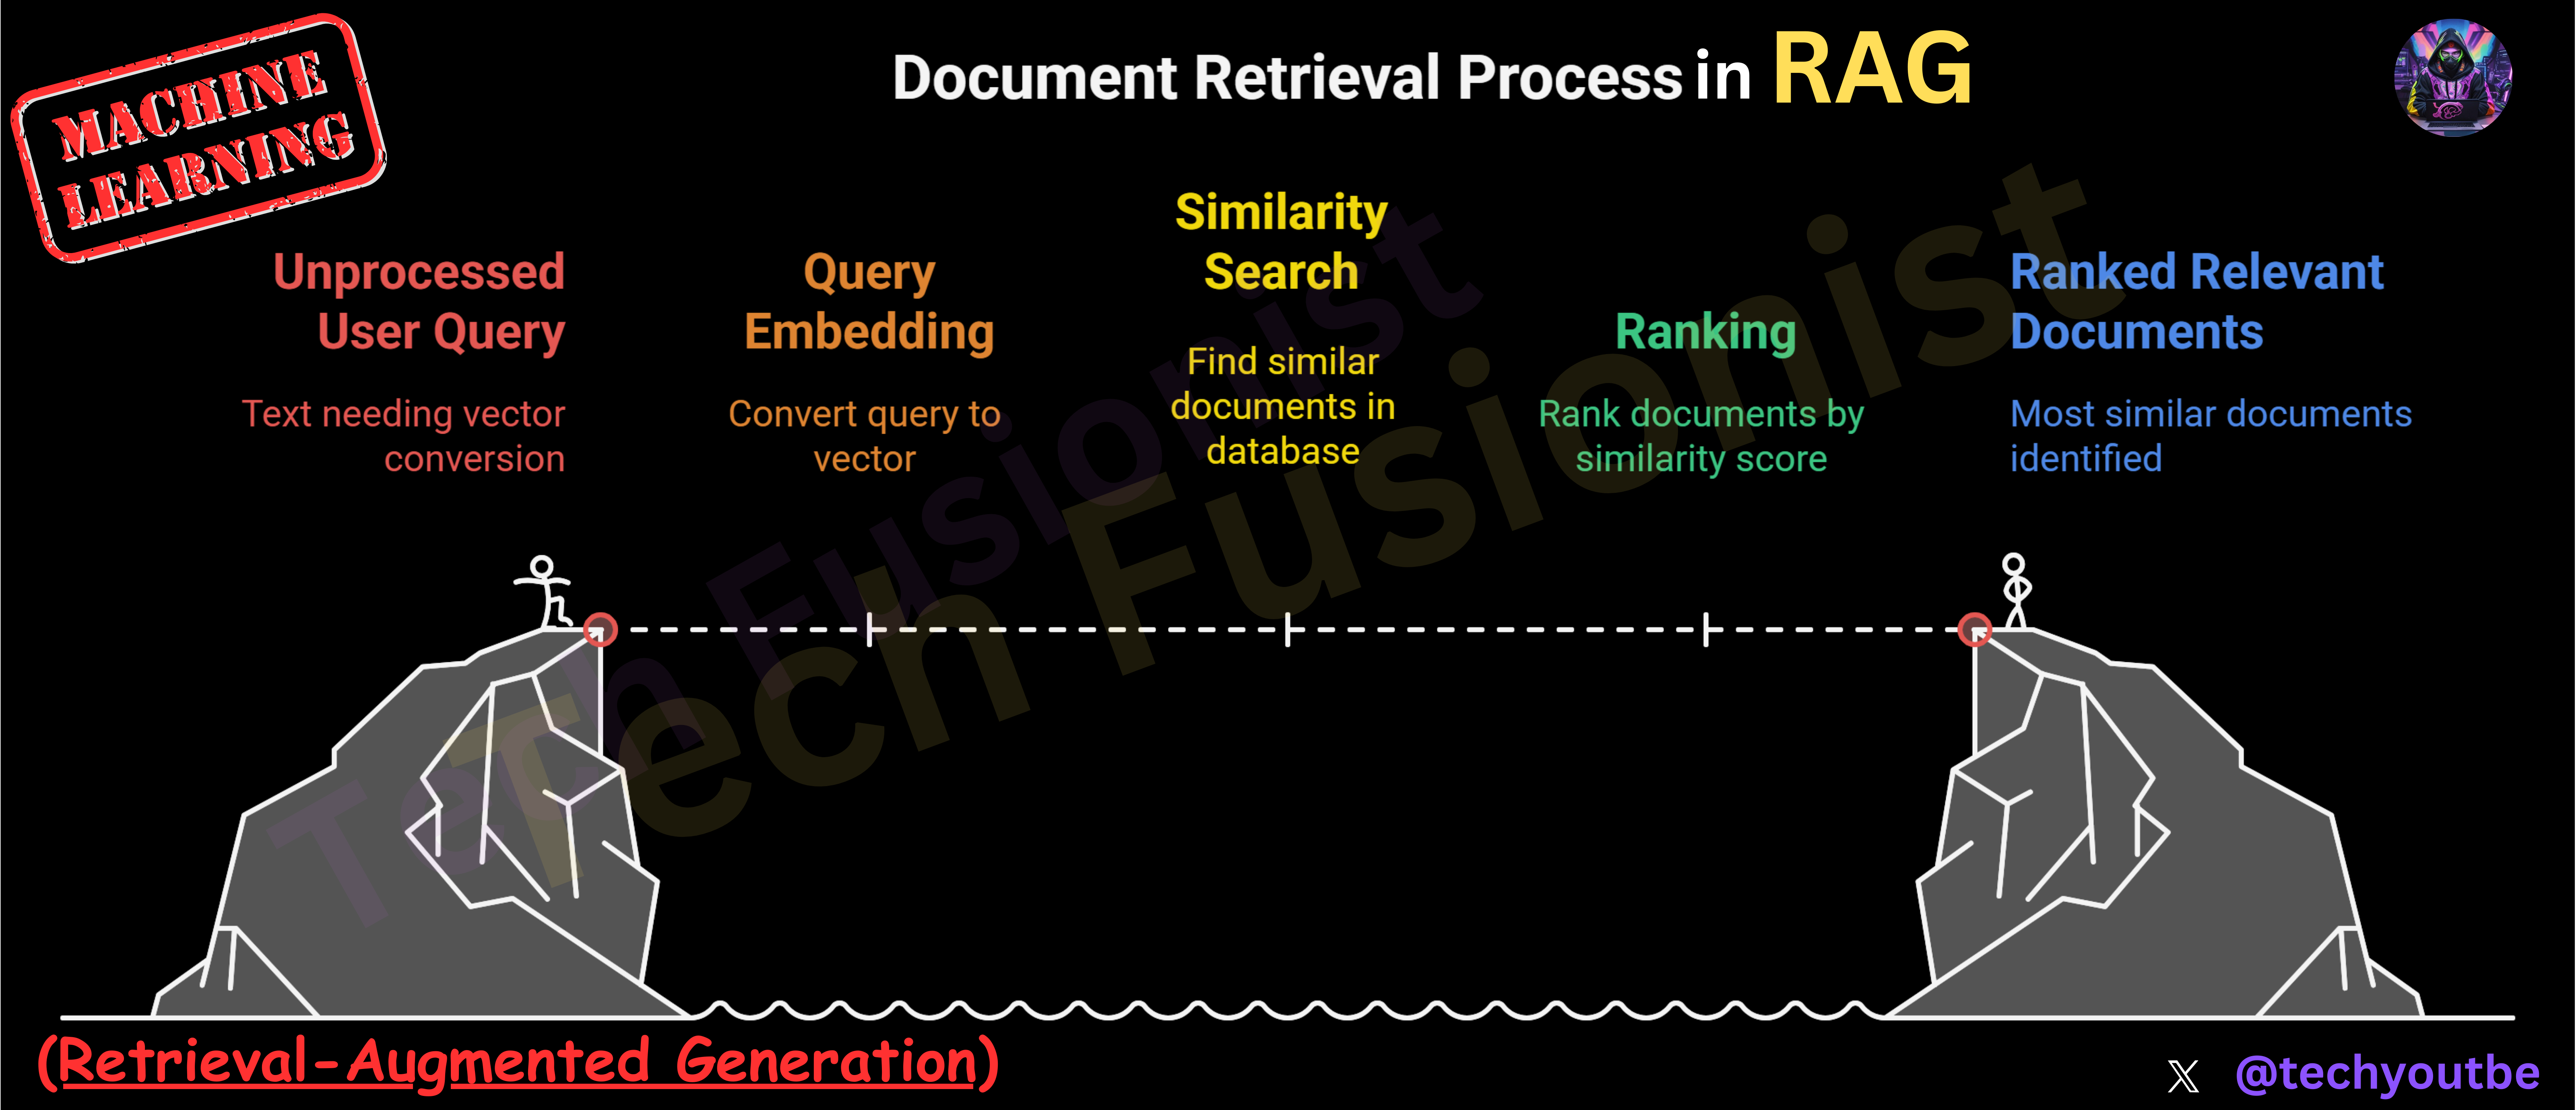 MACHINE
LEARNING
Document Retrieval Process in RAG
Unprocessed
User Query
Text needing vector
conversion
Query
Embedding
Convert query to
vector
Similarity
Search
Find similar
documents in
database
Ranking
Rank documents by
similarity score
Ranked Relevant
Documents
Most similar documents
identified
Tech Fusionist
Tech Fusionist
(Retrieval-Augmented Generation)
X @techyoutbe